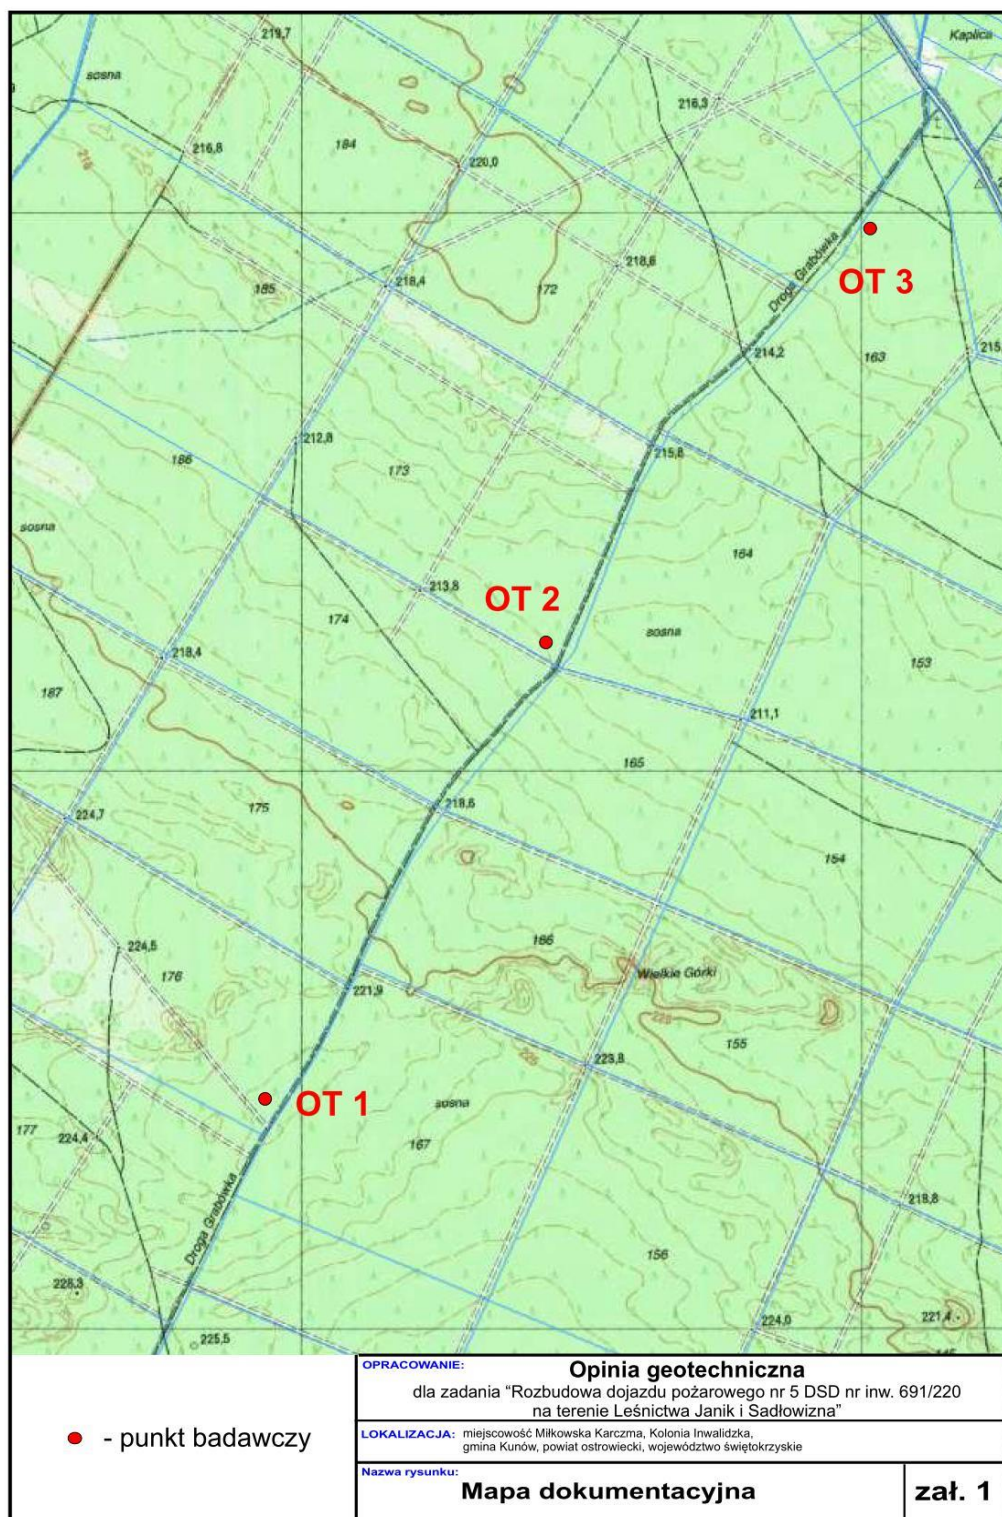 219,7
Kaplica
sosna
216,3
216
216,8
184
220,0
218,6
OT 3
185
218,4
172
Droga Grabówka
214,2
163
215,
212,8
215,8
186
173
sosna
164
213,8
OT 2
174
sosna
218,4
153
187
211,1
165
175
218,6
224,7
154
166
224,5
Wielkie Górki
176
221,9
225
155
225
223,8
OT 1
sosna
177
224,4
167
218,8
Droga Grabówka
156
228,3
221,4
224,0
225,5
- punkt badawczy
OPRACOWANIE:
Opinia geotechniczna
dla zadania “Rozbudowa dojazdu pożarowego nr 5 DSD nr inw. 691/220
na terenie Leśnictwa Janik i Sadłowizna”
LOKALIZACJA: miejscowość Miłkowska Karczma, Kolonia Inwalidzka,
gmina Kunów, powiat ostrowiecki, województwo świętokrzyskie
Nazwa rysunku:
Mapa dokumentacyjna
zał. 1